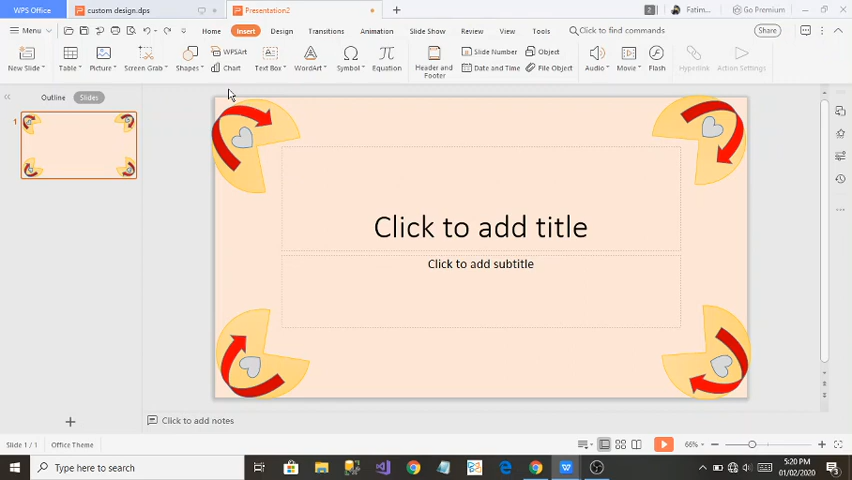 WPS Office
custom design.dps
Presentation2
2
Fatim...
Go Premium
Menu
Home
Insert
Design
Transitions
Animation
Slide Show
Review
View
Tools
Click to find commands
Share
New Slide
Table
Picture
Screen Grab
Shapes
WPSArt
Chart
Text Box
WordArt
Symbol
Equation
Header and
Footer
Slide Number
Date and Time
Object
File Object
Audio
Movie
Flash
Hyperlink
Action Settings
Outline
Slides
1
Click to add title
Click to add subtitle
Click to add notes
Slide 1 / 1
Office Theme
66%
Type here to search
5:20 PM
01/02/2020
3